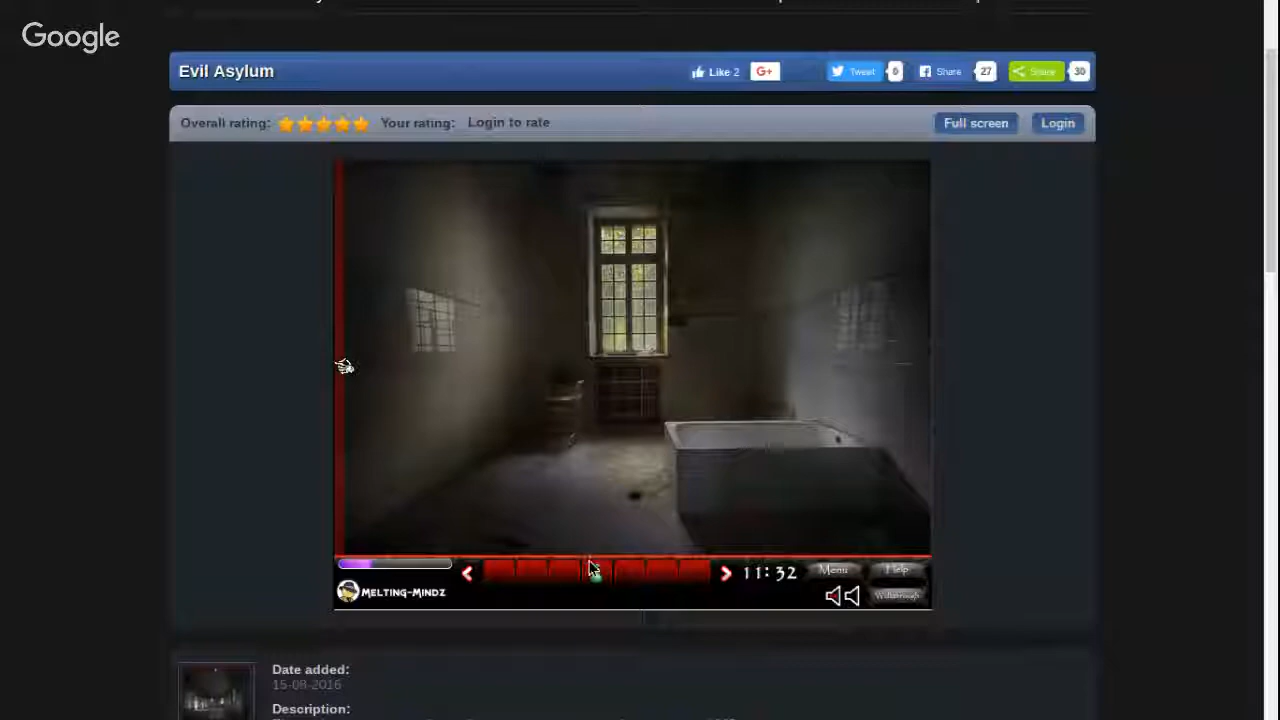 Google
Evil Asylum
Like 2
G+
Tweet
0
Share
27
Share
30
Overall rating:
Your rating:
Login to rate
Full screen
Login
11:32
Menu
Help
MELTING-MINDZ
Walkthrough
Date added:
15-08-2016
Description: